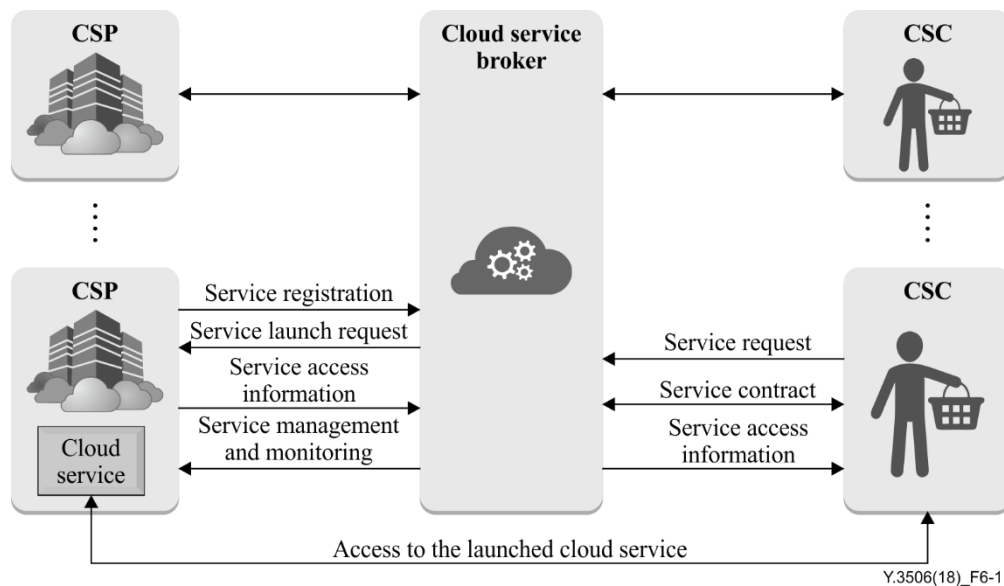 CSP
Cloud service
broker
CSC
CSP
Service registration
Service launch request
Service access
information
Service management
and monitoring
Cloud
service
CSC
Service request
Service contract
Service access
information
Access to the launched cloud service
Y.3506(18)_F6-1